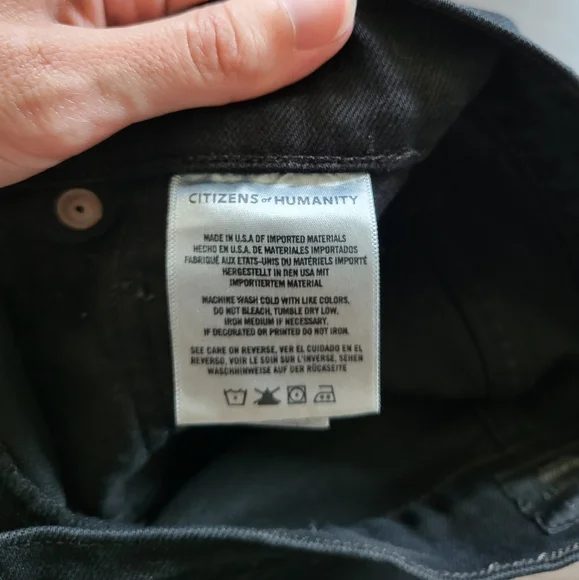 CITIZENS of HUMANITY
MADE IN U.S.A OF IMPORTED MATERIALS
HECHO EN U.S.A. DE MATERIALES IMPORTADOS
FABRIQUÉ AUX ETATS-UNIS DU MATÉRIELS IMPORTÉ
HERGESTELLT IN DEN USA MIT
IMPORTIERTEM MATERIAL
MACHINE WASH COLD WITH LIKE COLORS,
DO NOT BLEACH, TUMBLE DRY LOW,
IRON MEDIUM IF NECESSARY.
IF DECORATED OR PRINTED DO NOT IRON.
SEE CARE ON REVERSE. VER EL CUIDADO EN EL
REVERSO. VOIR LE SOIN SUR L'INVERSE. SEHEN
WASCHHINWEISE AUF DER RÜCKSEITE